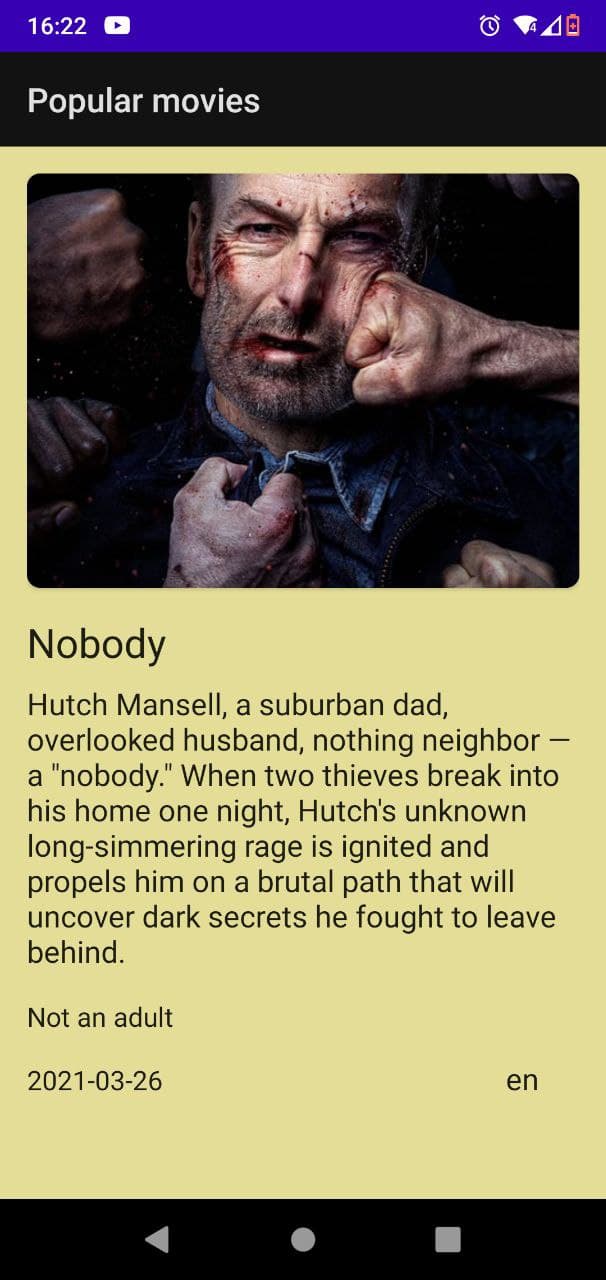 16:22
Popular movies
Nobody
Hutch Mansell, a suburban dad,
overlooked husband, nothing neighbor —
a "nobody." When two thieves break into
his home one night, Hutch's unknown
long-simmering rage is ignited and
propels him on a brutal path that will
uncover dark secrets he fought to leave
behind.
Not an adult
2021-03-26 en